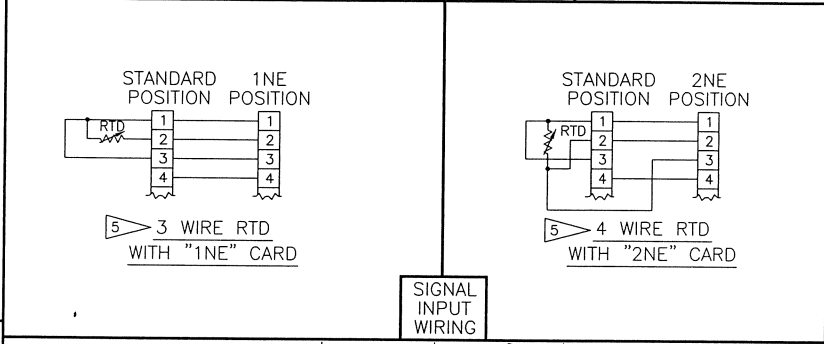 STANDARD POSITION
1NE POSITION
RTD
1 1
2 2
3 3
4 4
5 3 WIRE RTD
WITH "1NE" CARD
STANDARD POSITION
2NE POSITION
RTD
1 1
2 2
3 3
4 4
5 4 WIRE RTD
WITH "2NE" CARD
SIGNAL
INPUT
WIRING